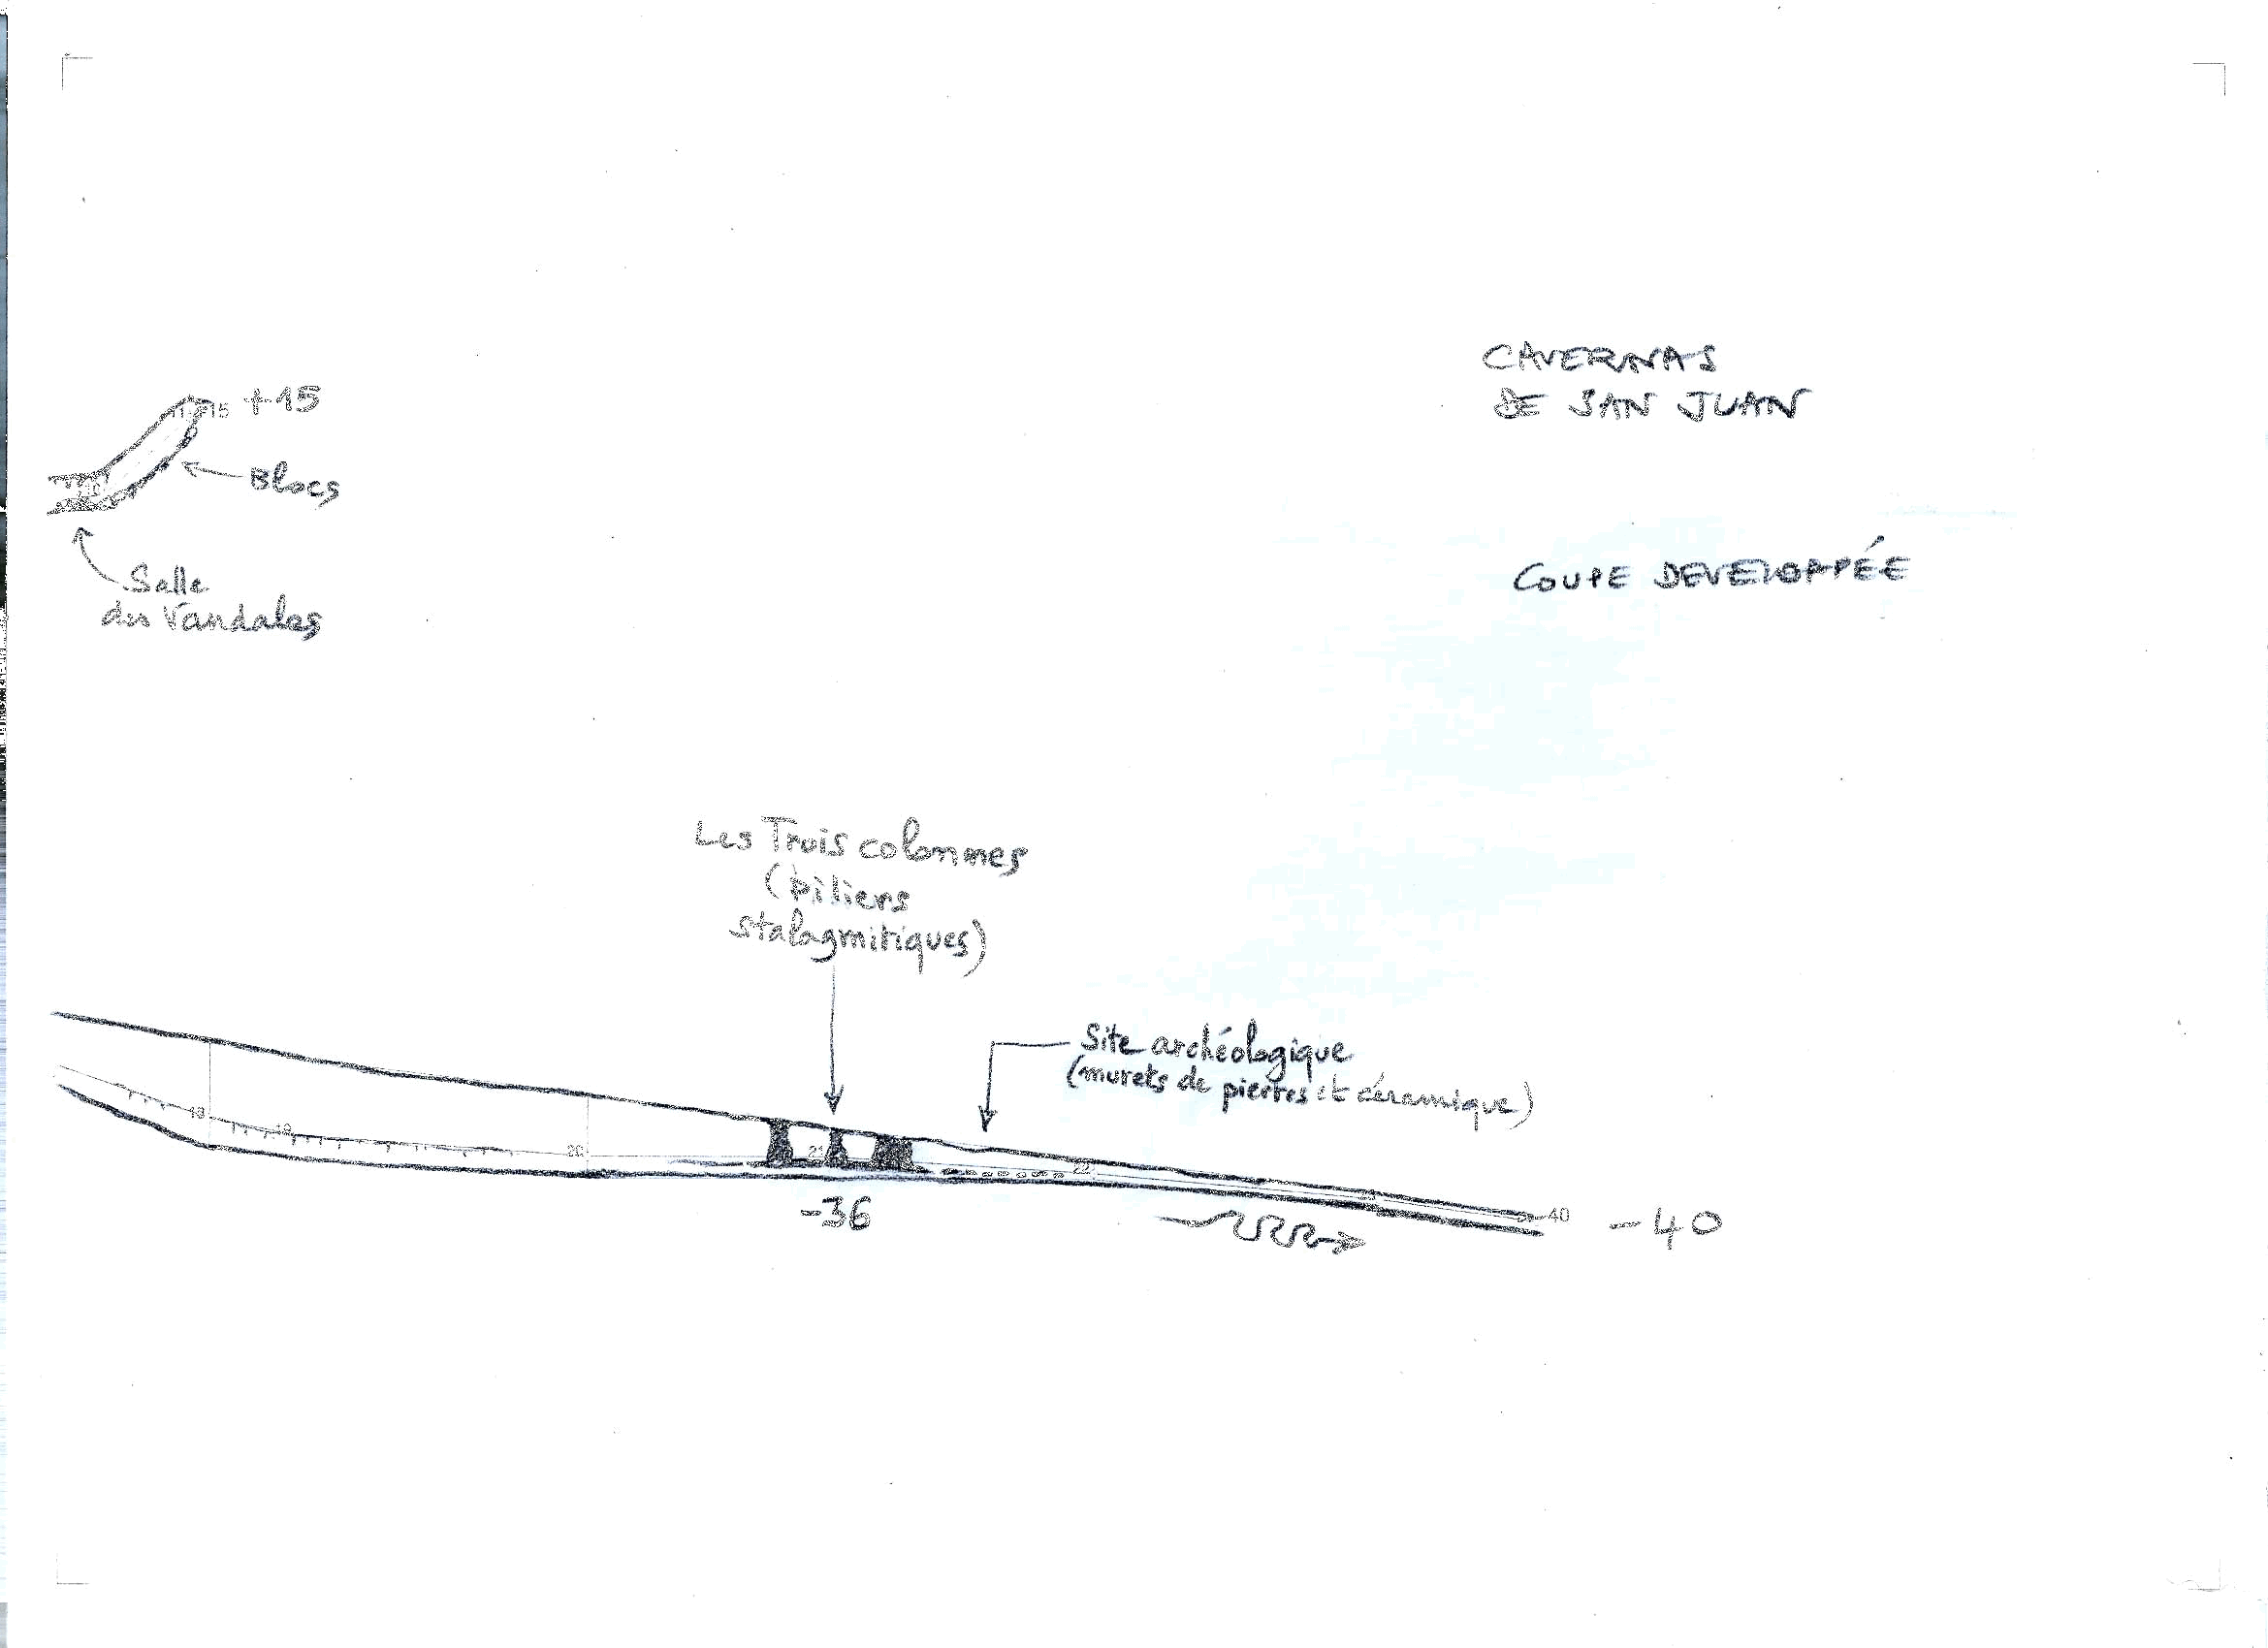 CAVERNAS
DE SAN JUAN
COUPE DEVELOPPÉE
15 +15
Blocs
Salle
des Vandales
Les Trois colonnes
(piliers
stalagmitiques)
Site archéologique
(murets de pierres et céramique)
18
19
20
21
22
23
-36
-40 -40